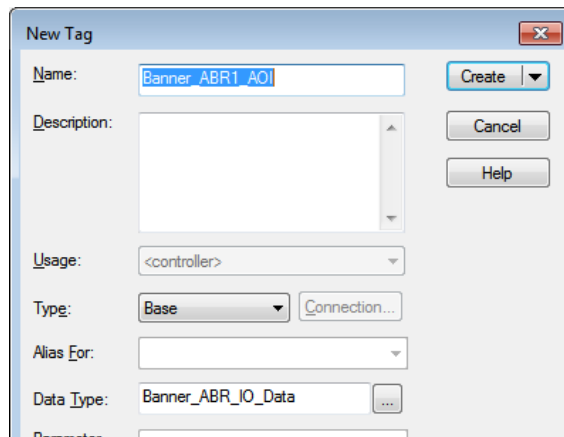 New Tag
Name: Banner_ABR1_AOI Create
Description: Cancel
Help
Usage: <controller>
Type: Base Connection...
Alias For:
Data Type: Banner_ABR_IO_Data ...